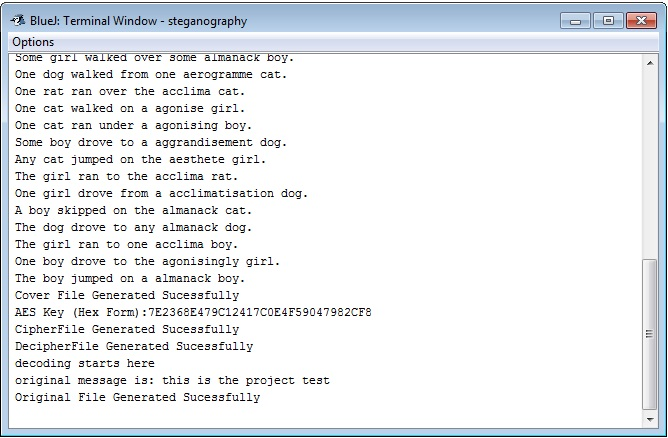 BlueJ: Terminal Window - steganography
Options
Some girl walked over some almanack boy.
One dog walked from one aerogramme cat.
One rat ran over the acclima cat.
One cat walked on a agonise girl.
One cat ran under a agonising boy.
Some boy drove to a aggrandisement dog.
Any cat jumped on the aesthete girl.
The girl ran to the acclima rat.
One girl drove from a acclimatisation dog.
A boy skipped on the almanack cat.
The dog drove to any almanack dog.
The girl ran to one acclima boy.
One boy drove to the agonisingly girl.
The boy jumped on a almanack boy.
Cover File Generated Sucessfully
AES Key (Hex Form):7E2368E479C12417C0E4F59047982CF8
CipherFile Generated Sucessfully
DecipherFile Generated Sucessfully
decoding starts here
original message is: this is the project test
Original File Generated Sucessfully